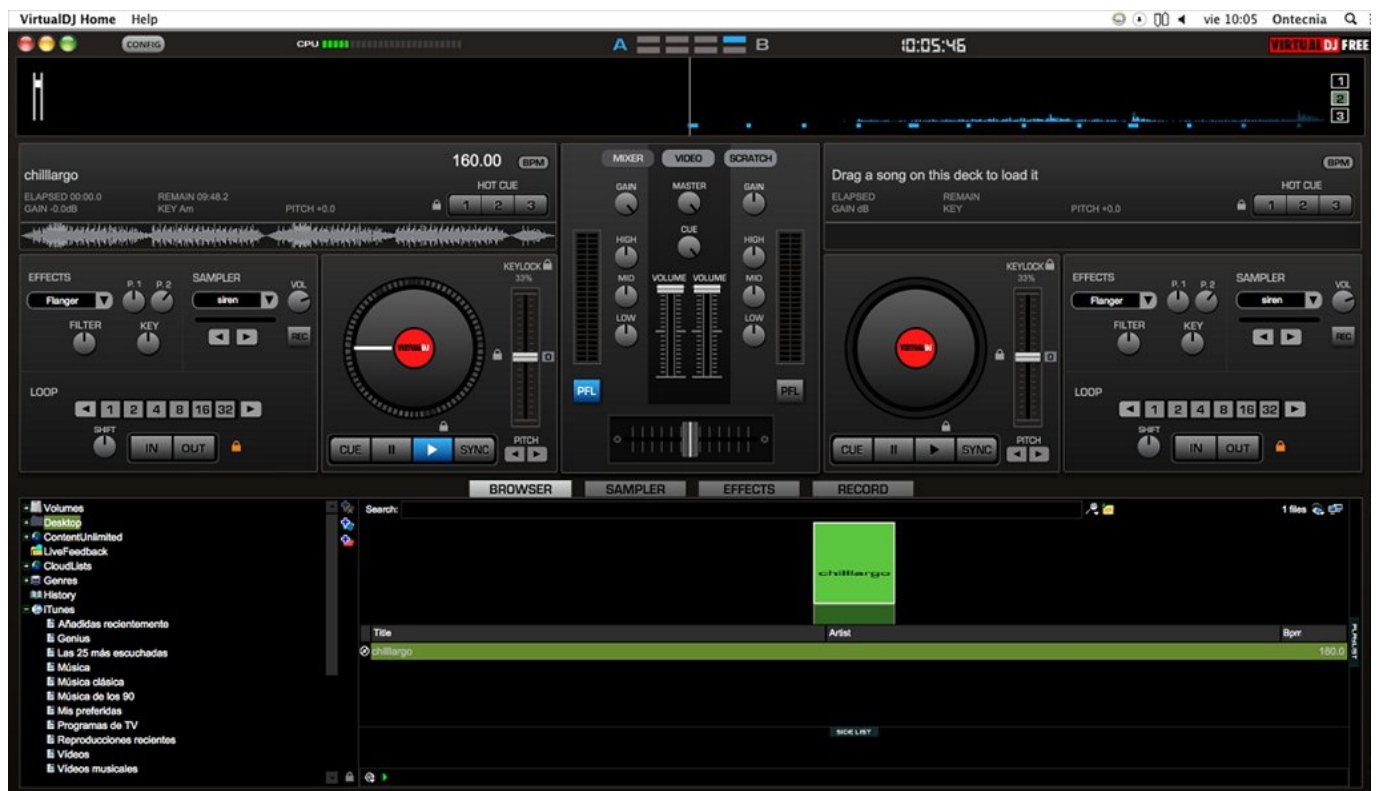 VirtualDJ Home Help vie 10:05 Ontecnia
CONFIG CPU A B 10:05:46 VIRTUAL DJ FREE
1
2
3
chilllargo 160.00 BPM
ELAPSED 00:00.0 REMAIN 09:48.2 HOT CUE
GAIN -0.0dB KEY Am PITCH +0.0 1 2 3
MIXER VIDEO SCRATCH
GAIN MASTER GAIN
CUE
HIGH HIGH
MID VOLUME VOLUME MID
LOW LOW
PFL PFL
Drag a song on this deck to load it BPM
ELAPSED REMAIN HOT CUE
GAIN dB KEY PITCH +0.0 1 2 3
EFFECTS P.1 P.2 SAMPLER VOL
Flanger siren
FILTER KEY REC
LOOP
1 2 4 8 16 32
SHIFT
IN OUT
KEYLOCK
33%
VIRTUAL DJ
0
CUE SYNC PITCH
KEYLOCK
33%
VIRTUAL DJ
0
CUE SYNC PITCH
EFFECTS P.1 P.2 SAMPLER VOL
Flanger siren
FILTER KEY REC
LOOP
1 2 4 8 16 32
SHIFT
IN OUT
BROWSER SAMPLER EFFECTS RECORD
Volumes
Desktop
ContentUnlimited
LiveFeedback
CloudLists
Genres
History
iTunes
Añadidas recientemente
Genius
Las 25 más escuchadas
Música
Música clásica
Música de los 90
Mis preferidas
Programas de TV
Reproducciones recientes
Vídeos
Vídeos musicales
Search: 1 files
chilllargo
Title Artist Bpm
chilllargo 160.0
PLAYLIST
SIDE LIST